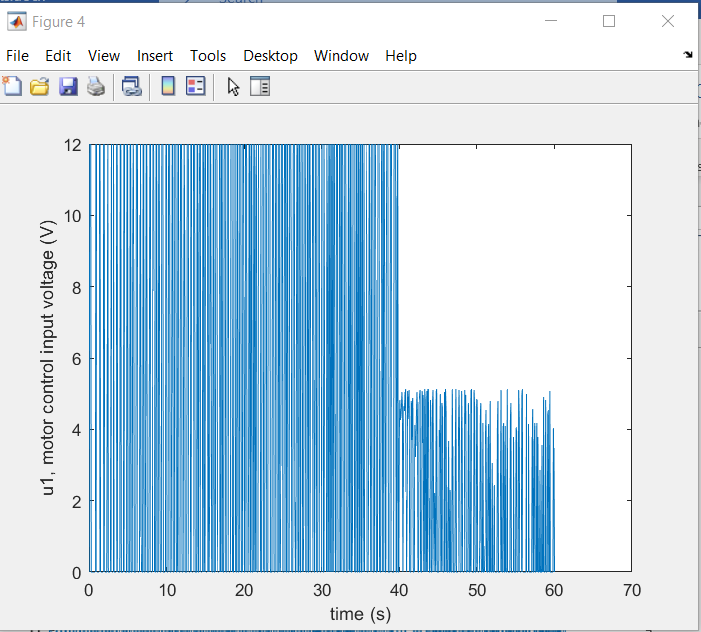 Figure 4
File Edit View Insert Tools Desktop Window Help
12
10
8
6
4
2
0
u1, motor control input voltage (V)
0 10 20 30 40 50 60 70
time (s)